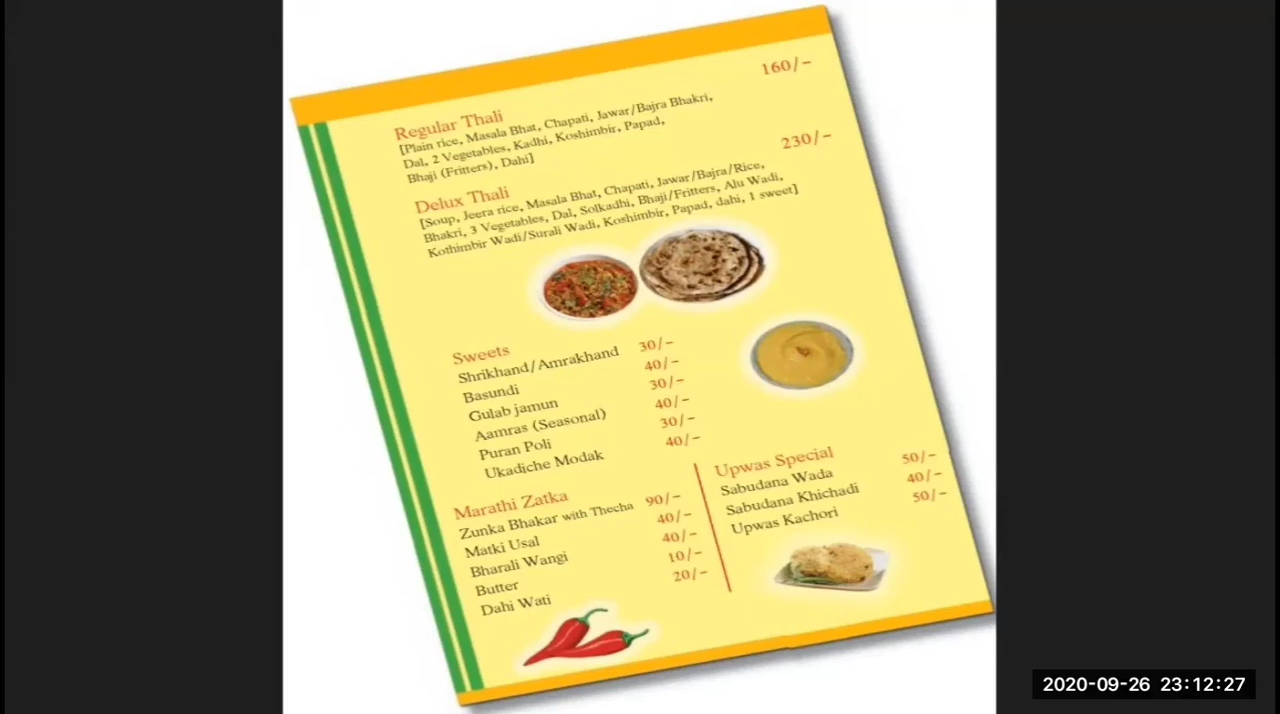 160/-
Regular Thali
[Plain rice, Masala Bhat, Chapati, Jawar/Bajra Bhakri,
Dal, 2 Vegetables, Kadhi, Koshimbir, Papad,
Bhaji (Fritters), Dahi]
230/-
Delux Thali
[Soup, Jeera rice, Masala Bhat, Chapati, Jawar/Bajra/Rice,
Bhakri, 3 Vegetables, Dal, Solkadhi, Bhaji/Fritters, Alu Wadi,
Kothimbir Wadi/Surali Wadi, Koshimbir, Papad, dahi, 1 sweet]
Sweets
Shrikhand/Amrakhand 30/-
Basundi 40/-
Gulab jamun 30/-
Aamras (Seasonal) 40/-
Puran Poli 30/-
Ukadiche Modak 40/-
Marathi Zatka
Zunka Bhakar with Thecha 90/-
Matki Usal 40/-
Bharali Wangi 40/-
Butter 10/-
Dahi Wati 20/-
Upwas Special
Sabudana Wada 50/-
Sabudana Khichadi 40/-
Upwas Kachori 50/-
2020-09-26 23:12:27